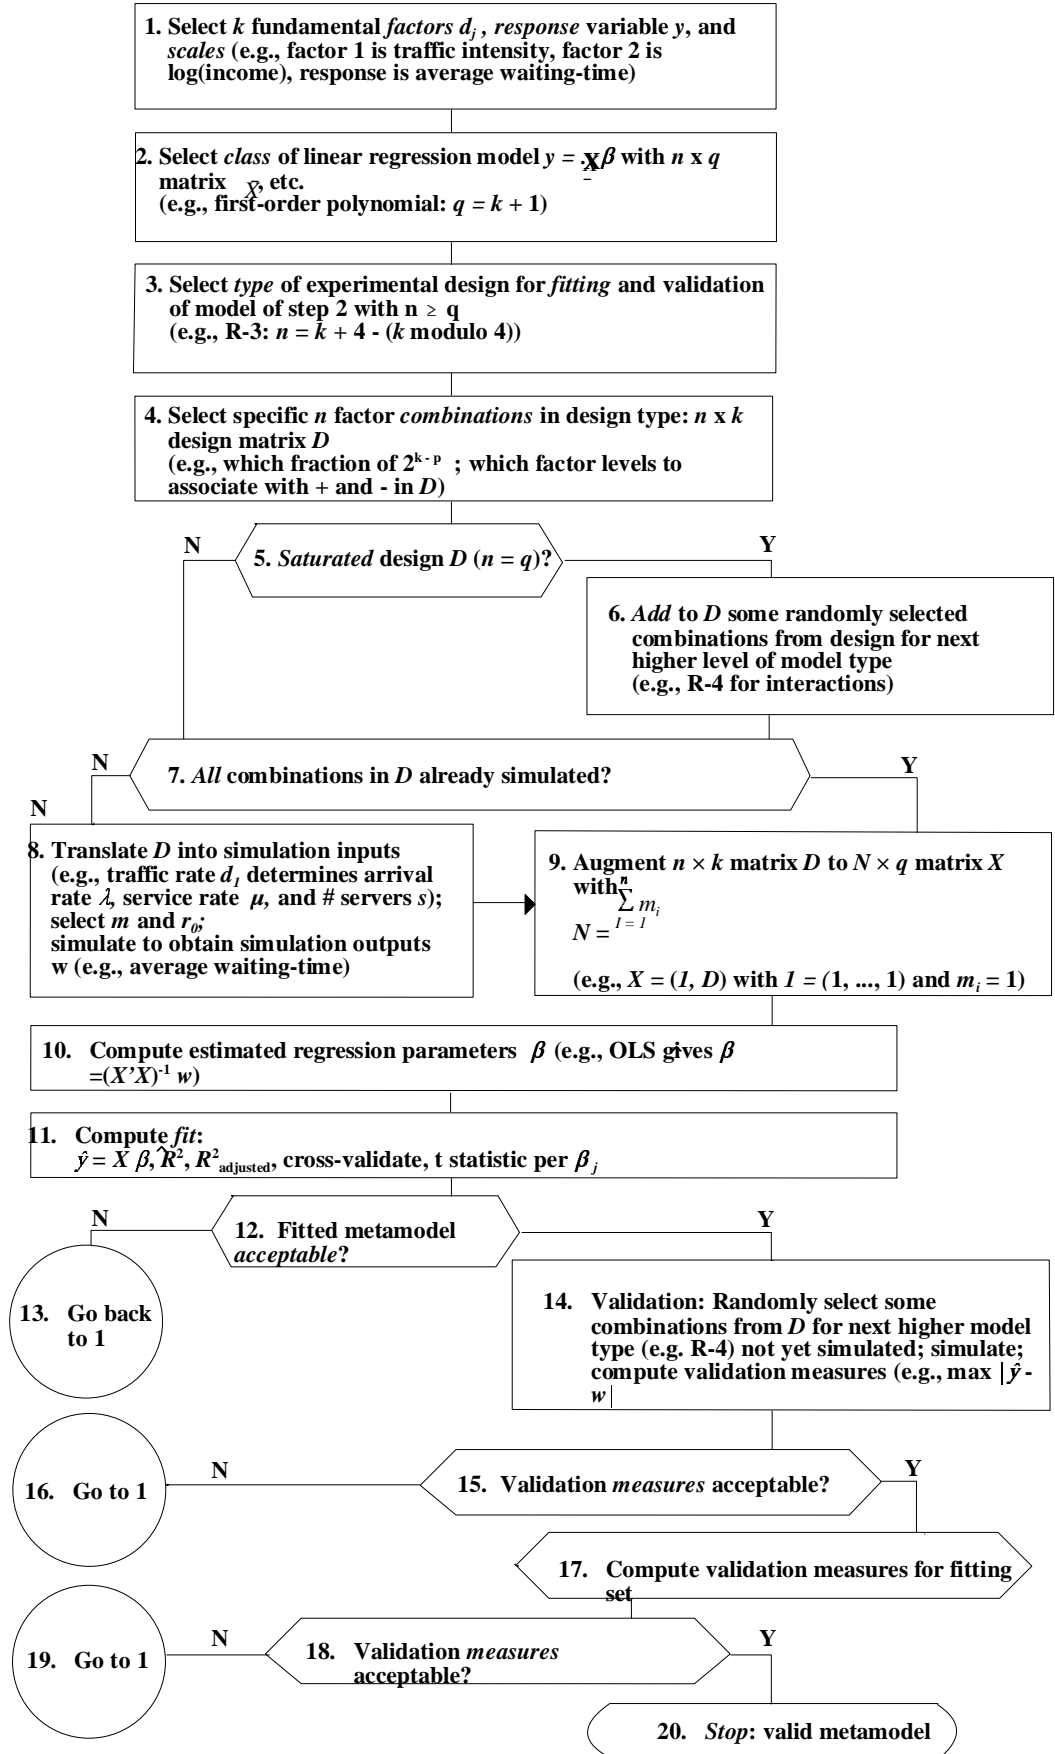 1. Select k fundamental factors dj , response variable y, and
scales (e.g., factor 1 is traffic intensity, factor 2 is
log(income), response is average waiting-time)
2. Select class of linear regression model y = Xβ with n x q
matrix X, etc.
(e.g., first-order polynomial: q = k + 1)
3. Select type of experimental design for fitting and validation
of model of step 2 with n ≥ q
(e.g., R-3: n = k + 4 - (k modulo 4))
4. Select specific n factor combinations in design type: n x k
design matrix D
(e.g., which fraction of 2^k - p ; which factor levels to
associate with + and - in D)
N
Y
5. Saturated design D (n = q)?
6. Add to D some randomly selected
combinations from design for next
higher level of model type
(e.g., R-4 for interactions)
N
7. All combinations in D already simulated?
Y
N
8. Translate D into simulation inputs
(e.g., traffic rate d1 determines arrival
rate λ, service rate μ, and # servers s);
select m and r0;
simulate to obtain simulation outputs
w (e.g., average waiting-time)
9. Augment n × k matrix D to N × q matrix X
with n
∑ mi
N = I = 1
(e.g., X = (1, D) with 1 = (1, ..., 1) and mi = 1)
10. Compute estimated regression parameters β (e.g., OLS gives β
=(X’X)-1 w)
11. Compute fit:
ŷ = X β, R², R²adjusted, cross-validate, t statistic per βj
N
12. Fitted metamodel
acceptable?
Y
13. Go back
to 1
14. Validation: Randomly select some
combinations from D for next higher model
type (e.g. R-4) not yet simulated; simulate;
compute validation measures (e.g., max |ŷ -
w|
16. Go to 1
N
15. Validation measures acceptable?
Y
17. Compute validation measures for fitting
set
19. Go to 1
N
18. Validation measures
acceptable?
Y
20. Stop: valid metamodel